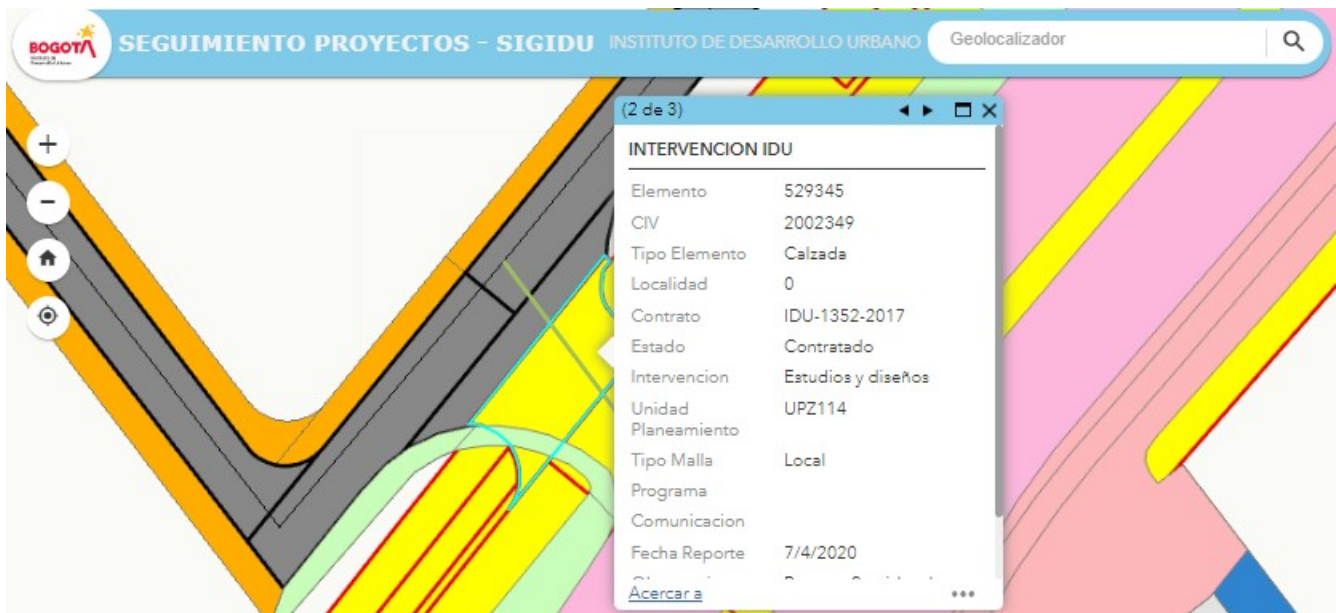 BOGOTÁ
SEGUIMIENTO PROYECTOS - SIGIDU INSTITUTO DE DESARROLLO URBANO
Geolocalizador
(2 de 3)
INTERVENCION IDU
Elemento 529345
CIV 2002349
Tipo Elemento Calzada
Localidad 0
Contrato IDU-1352-2017
Estado Contratado
Intervencion Estudios y diseños
Unidad UPZ114
Planeamiento
Tipo Malla Local
Programa
Comunicacion
Fecha Reporte 7/4/2020
Acercar a